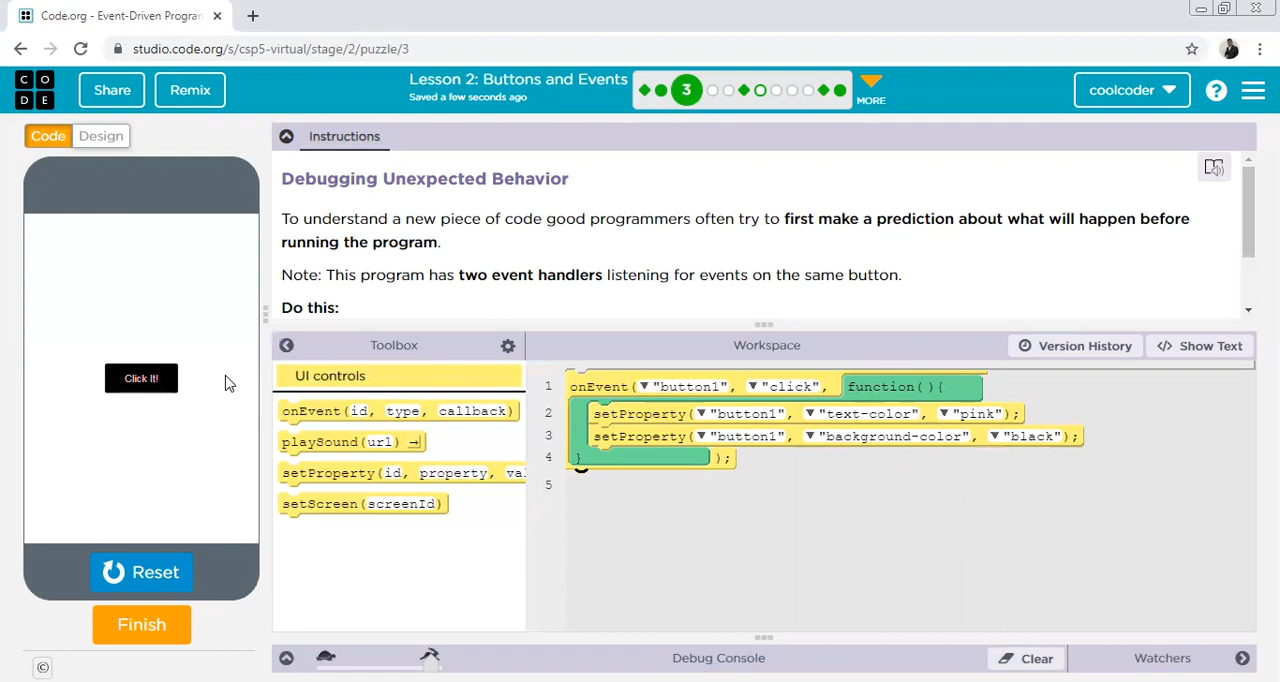 Code.org - Event-Driven Progran
studio.code.org/s/csp5-virtual/stage/2/puzzle/3
C O
D E
Share
Remix
Lesson 2: Buttons and Events
Saved a few seconds ago
3
MORE
coolcoder
?
Code
Design
Instructions
Debugging Unexpected Behavior
To understand a new piece of code good programmers often try to first make a prediction about what will happen before
running the program.
Note: This program has two event handlers listening for events on the same button.
Do this:
Click It!
Reset
Finish
©
Toolbox
UI controls
onEvent(id, type, callback)
playSound(url)
setProperty(id, property, val
setScreen(screenId)
Workspace
Version History
Show Text
1 onEvent( "button1", "click", function( ){
2 setProperty( "button1", "text-color", "pink");
3 setProperty( "button1", "background-color", "black");
4 } );
5
Debug Console
Clear
Watchers